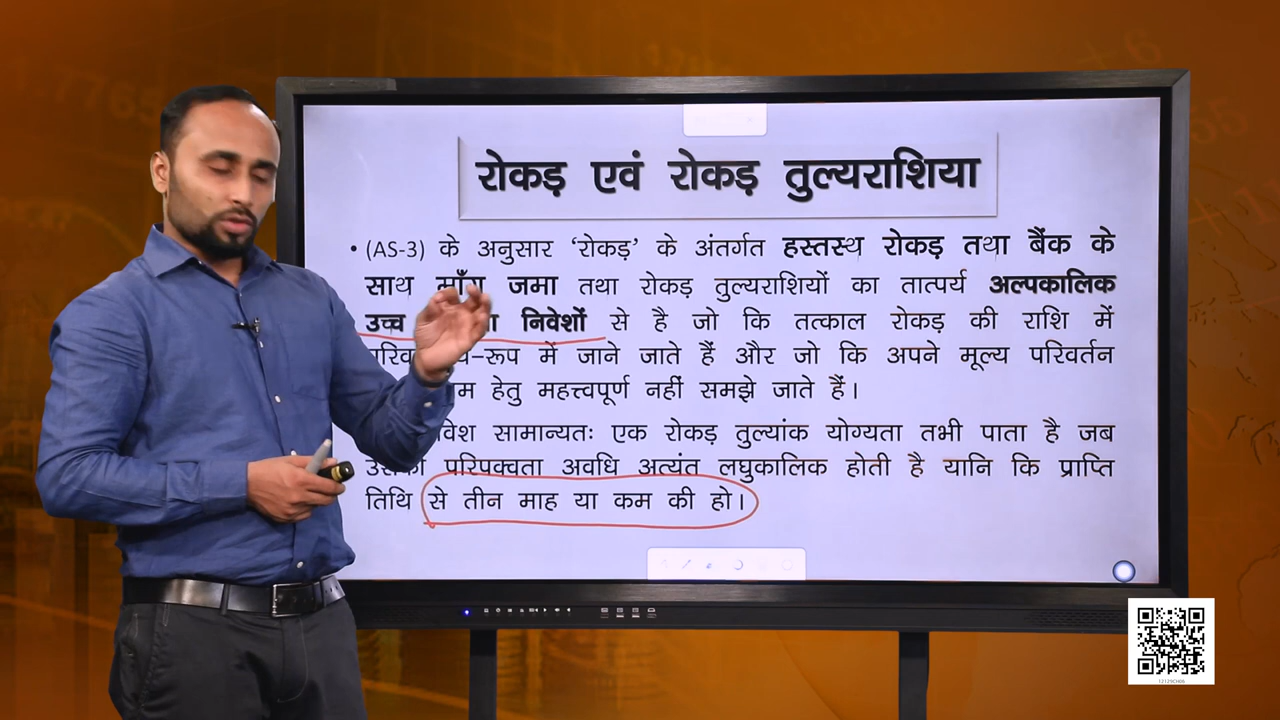 रोकड़ एवं रोकड़ तुल्यराशिया
• (AS-3) के अनुसार ‘रोकड़’ के अंतर्गत हस्तस्थ रोकड़ तथा बैंक के
साथ माँग जमा तथा रोकड़ तुल्यराशियों का तात्पर्य अल्पकालिक
उच्च निवेशों से है जो कि तत्काल रोकड़ की राशि में
–रूप में जाने जाते हैं और जो कि अपने मूल्य परिवर्तन
हेतु महत्त्वपूर्ण नहीं समझे जाते हैं।
सामान्यतः एक रोकड़ तुल्यांक योग्यता तभी पाता है जब
उसकी परिपक्वता अवधि अत्यंत लघुकालिक होती है यानि कि प्राप्ति
तिथि से तीन माह या कम की हो।
12129CH06